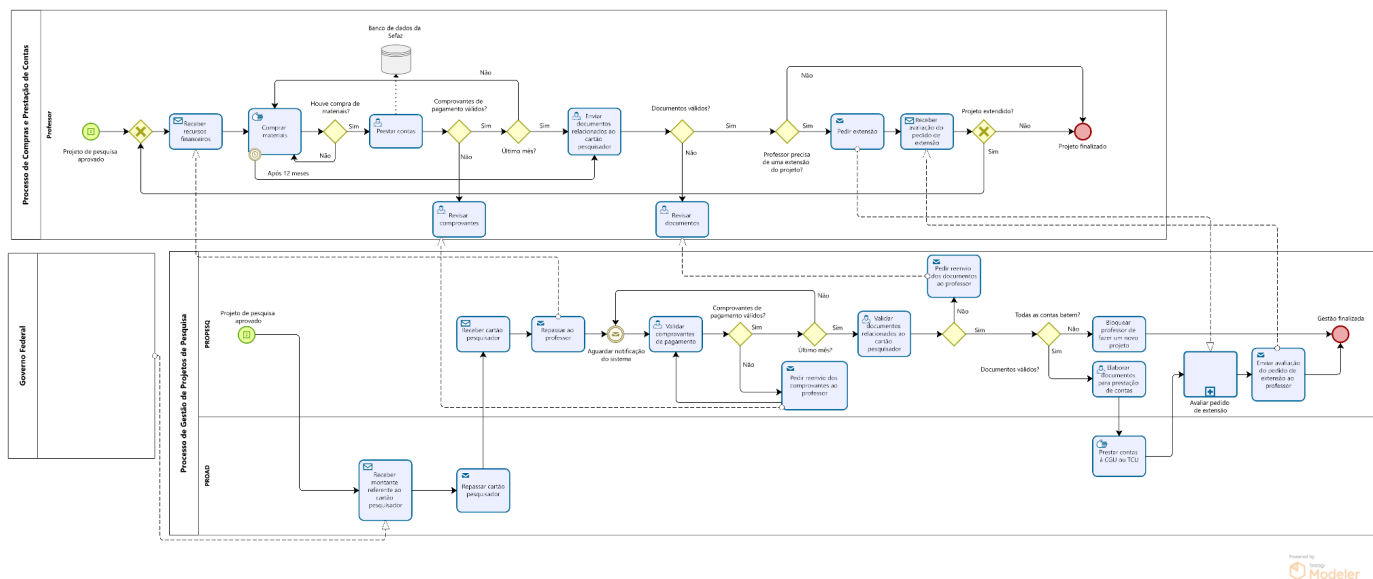 Processo de Compras e Prestação de Contas
Professor
Banco de dados da
Sefaz
Projeto de pesquisa
aprovado
Receber
recursos
financeiros
Comprar
materiais
Após 12 meses
Houve compra de
materiais?
Sim
Não
Prestar contas
Comprovantes de
pagamento válidos?
Sim
Não
Não
Último mês?
Sim
Enviar
documentos
relacionados ao
cartão
pesquisador
Documentos válidos?
Sim
Não
Não
Professor precisa
de uma extensão
do projeto?
Sim
Pedir extensão
Receber
avaliação do
pedido de
extensão
Projeto extendido?
Não
Sim
Projeto finalizado
Revisar
comprovantes
Revisar
documentos
Governo Federal
Processo de Gestão de Projetos de Pesquisa
PROPESQ
Projeto de pesquisa
aprovado
Receber cartão
pesquisador
Repassar ao
professor
Aguardar notificação
do sistema
Validar
comprovantes
de pagamento
Comprovantes de
pagamento válidos?
Sim
Não
Não
Último mês?
Sim
Pedir reenvio dos
comprovantes ao
professor
Validar
documentos
relacionados ao
cartão
pesquisador
Pedir reenvio
dos documentos
ao professor
Não
Sim
Documentos válidos?
Todas as contas batem?
Não
Sim
Bloquear
professor de
fazer um novo
projeto
Elaborar
documentos
para prestação
de contas
Avaliar pedido
de extensão
Enviar avaliação
do pedido de
extensão ao
professor
Gestão finalizada
PROAD
Receber
montante
referente ao
cartão
pesquisador
Repassar cartão
pesquisador
Prestar contas
à CGU ou TCU
Powered by
bizagi
Modeler